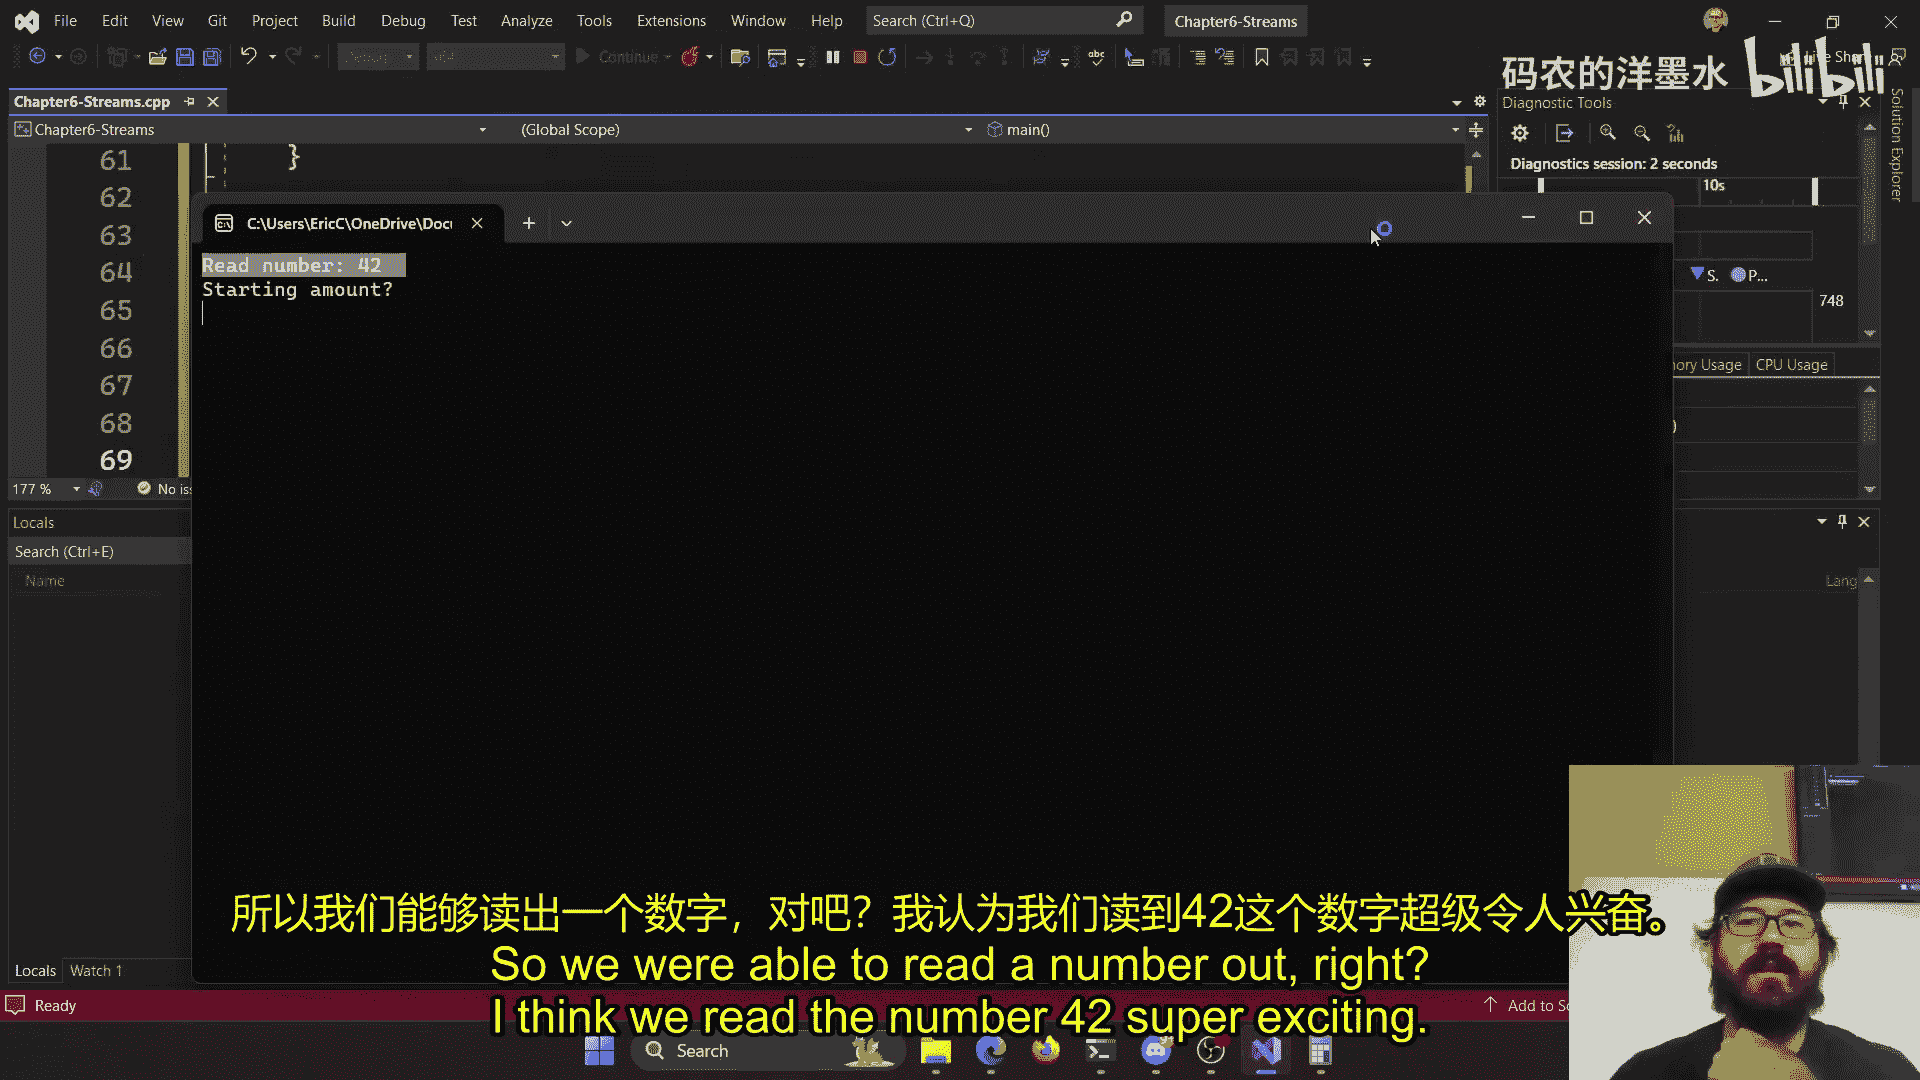 File Edit View Git Project Build Debug Test Analyze Tools Extensions Window Help Search (Ctrl+Q) Chapter6-Streams
Continue
码农的洋墨水 bilibili
Chapter6-Streams.cpp
Diagnostic Tools
Chapter6-Streams (Global Scope) main()
Solution Explorer
Diagnostics session: 2 seconds
10s
61 }
62
63
64
65
66
67
68
69
C:\Users\EricC\OneDrive\Doc
Read number: 42
Starting amount?
S. P...
748
CPU Usage
177 %
Locals
Search (Ctrl+E)
Name
Lang
所以我们能够读出一个数字，对吧？我认为我们读到42这个数字超级令人兴奋。
So we were able to read a number out, right?
I think we read the number 42 super exciting.
Locals Watch 1
Ready
Add to
Search